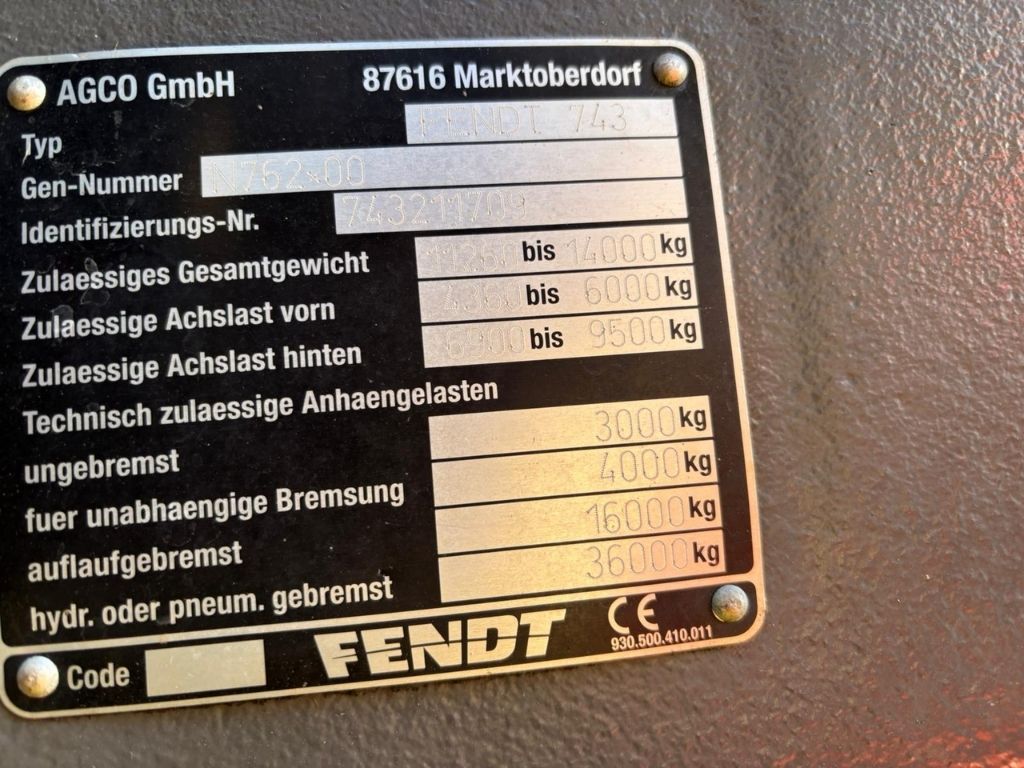 AGCO GmbH 87616 Marktoberdorf
Typ FENDT 743
Gen-Nummer N762*00
Identifizierungs-Nr. 743211709
Zulaessiges Gesamtgewicht 11260 bis 14000 kg
Zulaessige Achslast vorn 4360 bis 6000 kg
Zulaessige Achslast hinten 6900 bis 9500 kg
Technisch zulaessige Anhaengelasten
ungebremst 3000 kg
fuer unabhaengige Bremsung 4000 kg
auflaufgebremst 16000 kg
hydr. oder pneum. gebremst 36000 kg
Code FENDT CE
930.500.410.011